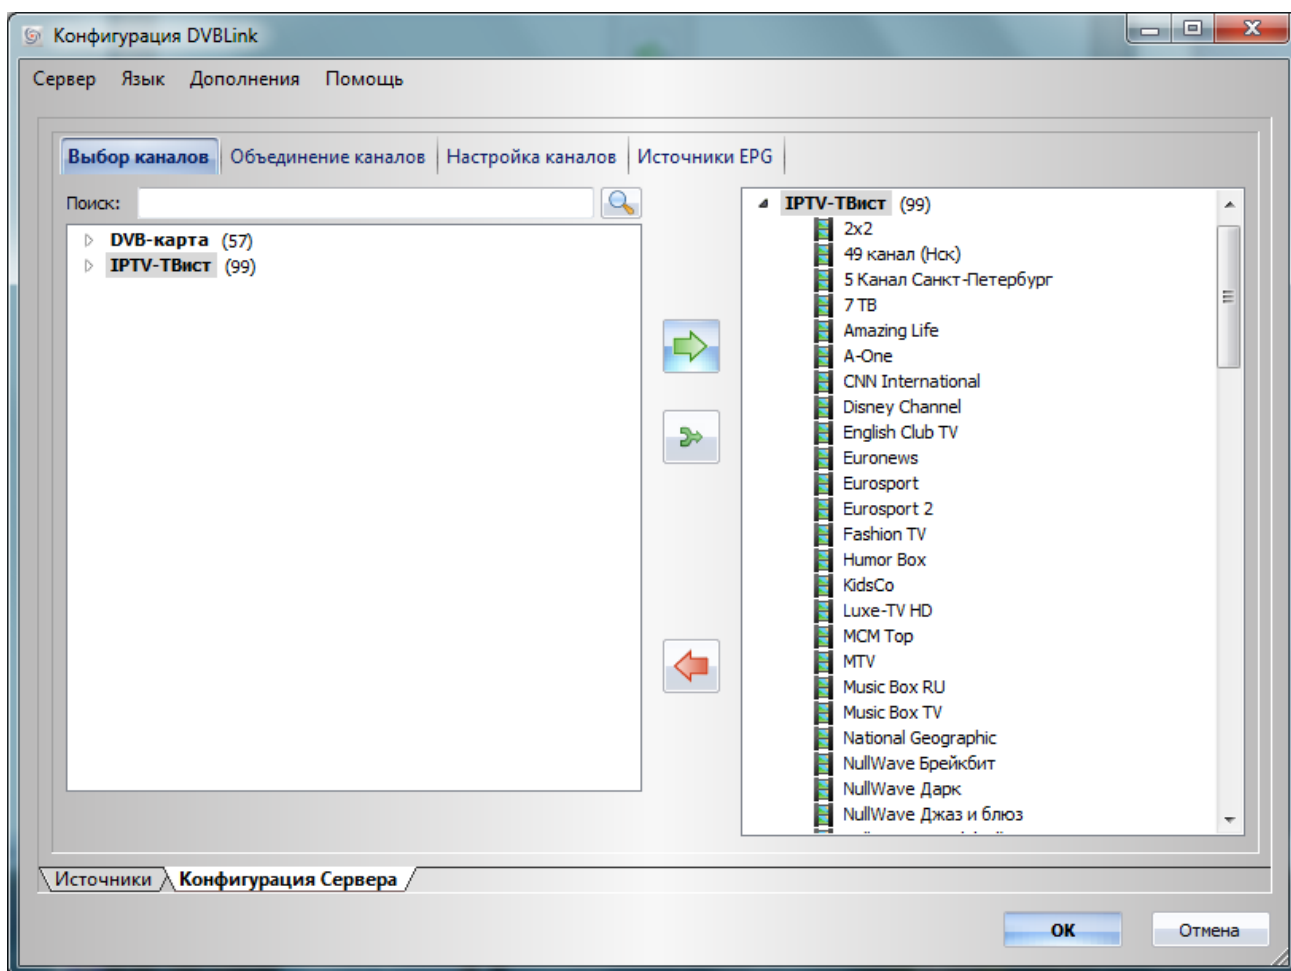 Конфигурация DVBLink
Сервер Язык Дополнения Помощь
Выбор каналов Объединение каналов Настройка каналов Источники EPG
Поиск:
DVB-карта (57)
IPTV-ТВист (99)
IPTV-ТВист (99)
2x2
49 канал (Нск)
5 Канал Санкт-Петербург
7 ТВ
Amazing Life
A-One
CNN International
Disney Channel
English Club TV
Euronews
Eurosport
Eurosport 2
Fashion TV
Humor Box
KidsCo
Luxe-TV HD
MCM Top
MTV
Music Box RU
Music Box TV
National Geographic
NullWave Брейкбит
NullWave Дарк
NullWave Джаз и блюз
Источники Конфигурация Сервера
ОК Отмена